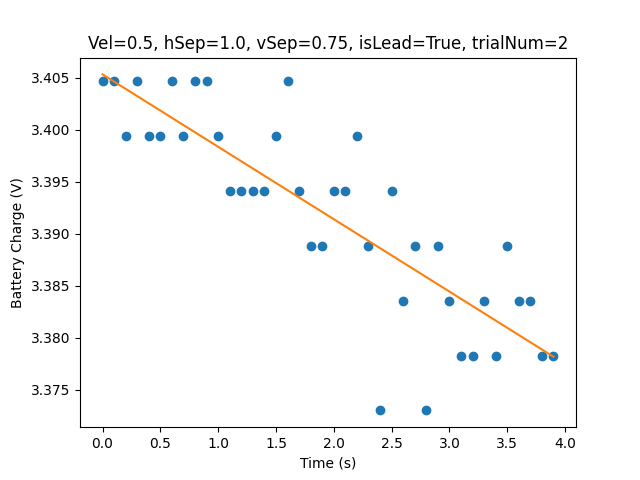 Vel=0.5, hSep=1.0, vSep=0.75, isLead=True, trialNum=2
3.405
3.400
3.395
3.390
3.385
3.380
3.375
Battery Charge (V)
0.0 0.5 1.0 1.5 2.0 2.5 3.0 3.5 4.0
Time (s)